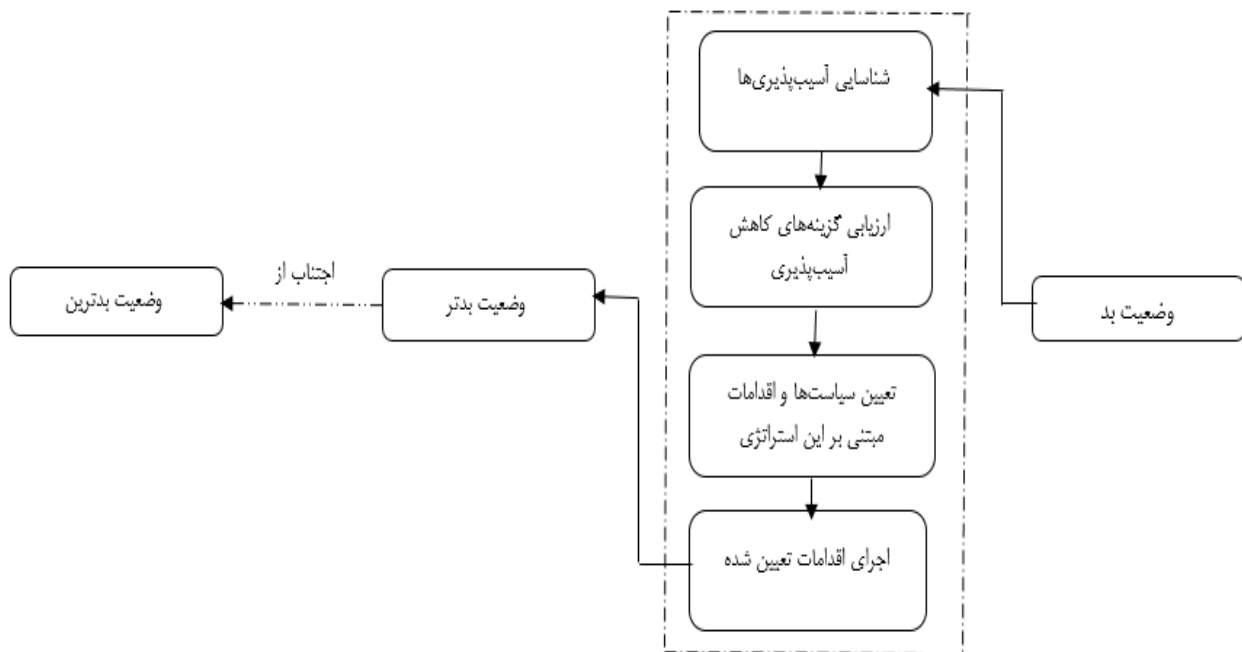 وضعیت بد
شناسایی آسیب‌پذیری‌ها
ارزیابی گزینه‌های کاهش
آسیب‌پذیری
تعیین سیاست‌ها و اقدامات
مبتنی بر این استراتژی
اجرای اقدامات تعیین شده
وضعیت بدتر
اجتناب از
وضعیت بدترین